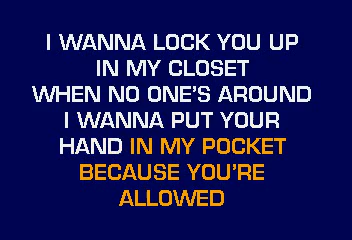 I WANNA LOCK YOU UP
IN MY CLOSET
WHEN NO ONE'S AROUND
I WANNA PUT YOUR
HAND IN MY POCKET
BECAUSE YOU'RE
ALLOWED